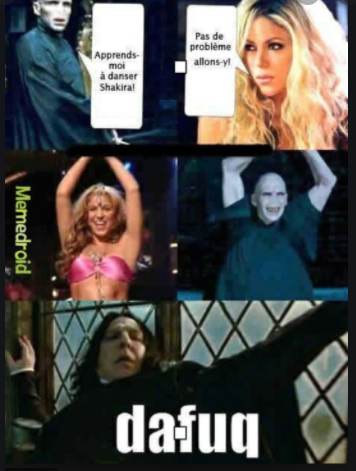 Apprends-
moi
à danser
Shakira!
Pas de
problème
allons-y!
Memedroid
dafuq